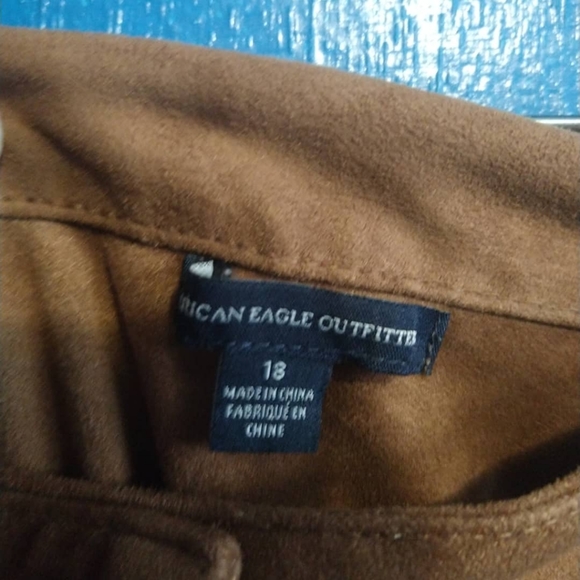 RICAN EAGLE OUTFITTE
18
MADE IN CHINA
FABRIQUÉ EN
CHINE